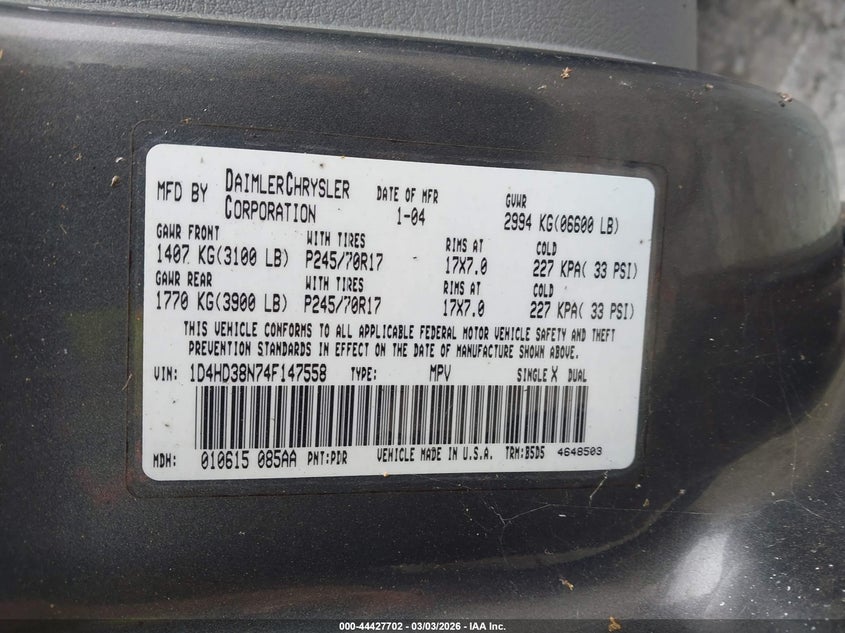 MFD BY DAIMLERCHRYSLER CORPORATION DATE OF MFR 1-04 GVWR 2994 KG(06600 LB)
GAWR FRONT WITH TIRES RIMS AT COLD
1407 KG(3100 LB) P245/70R17 17X7.0 227 KPA( 33 PSI)
GAWR REAR WITH TIRES RIMS AT COLD
1770 KG(3900 LB) P245/70R17 17X7.0 227 KPA( 33 PSI)
THIS VEHICLE CONFORMS TO ALL APPLICABLE FEDERAL MOTOR VEHICLE SAFETY AND THEFT
PREVENTION STANDARDS IN EFFECT ON THE DATE OF MANUFACTURE SHOWN ABOVE.
VIN: 1D4HD38N74F147558 TYPE: MPV SINGLE X DUAL
MDH: 010615 085AA PNT:PDR VEHICLE MADE IN U.S.A. TRM:B5D5 4648503
000-44427702 - 03/03/2026 - IAA Inc.